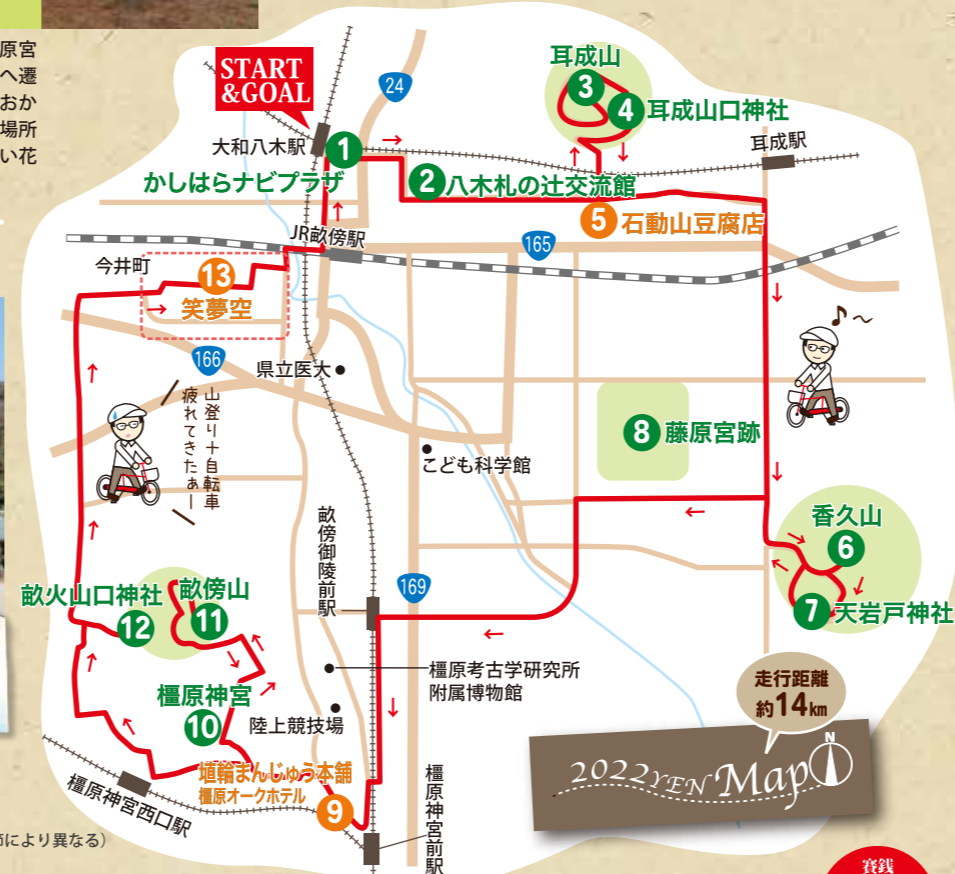 原宮
へ遷
おか
場所
い花
START
&GOAL
24
大和八木駅
1
かしはらナビプラザ
2 八木札の辻交流館
耳成山
3
4 耳成山口神社
耳成駅
5 石動山豆腐店
JR畝傍駅
165
今井町
13
笑夢空
166
県立医大
山登り+自転車
疲れてきたぁー
こども科学館
8 藤原宮跡
♪~
香久山
6
7 天岩戸神社
畝傍御陵前駅
169
畝火山口神社
12
畝傍山
11
橿原考古学研究所
附属博物館
橿原神宮
10
陸上競技場
埴輪まんじゅう本舗
橿原オークホテル
9
橿原神宮西口駅
橿原神宮前駅
走行距離
約14km
2022YEN Map
N
により異なる)
賽銭